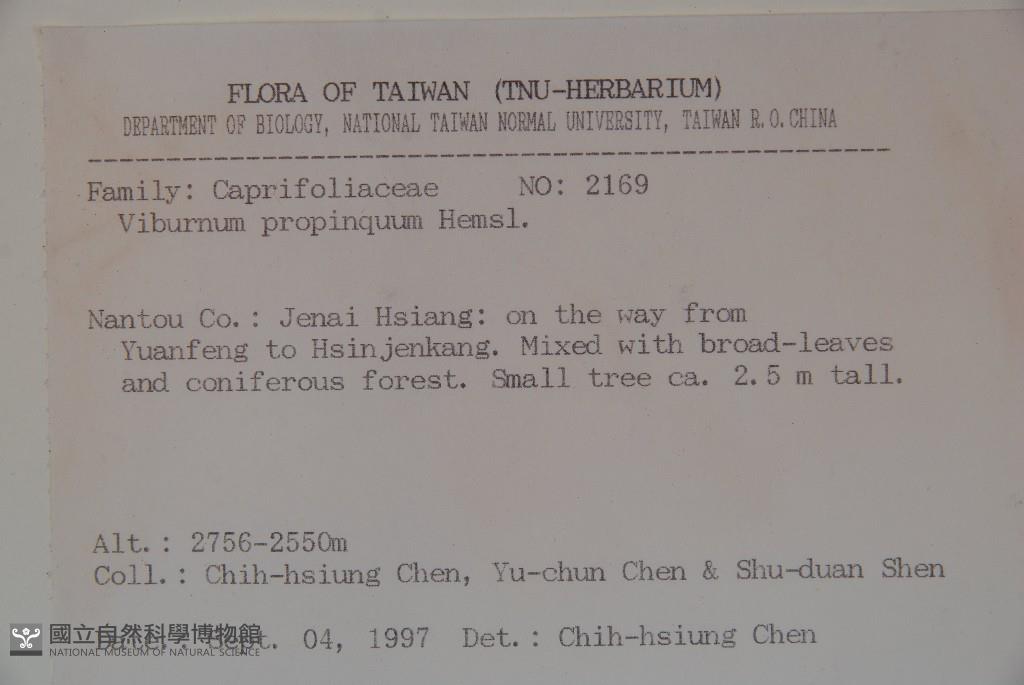 FLORA OF TAIWAN (TNU-HERBARIUM)
DEPARTMENT OF BIOLOGY, NATIONAL TAIWAN NORMAL UNIVERSITY, TAIWAN R.O.CHINA
Family: Caprifoliaceae NO: 2169
Viburnum propinquum Hemsl.
Nantou Co.: Jenai Hsiang: on the way from
Yuanfeng to Hsinjenkang. Mixed with broad-leaves
and coniferous forest. Small tree ca. 2.5 m tall.
Alt.: 2756-2550m
Coll.: Chih-hsiung Chen, Yu-chun Chen & Shu-duan Shen
Date.: Sept. 04, 1997 Det.: Chih-hsiung Chen
國立自然科學博物館
NATIONAL MUSEUM OF NATURAL SCIENCE